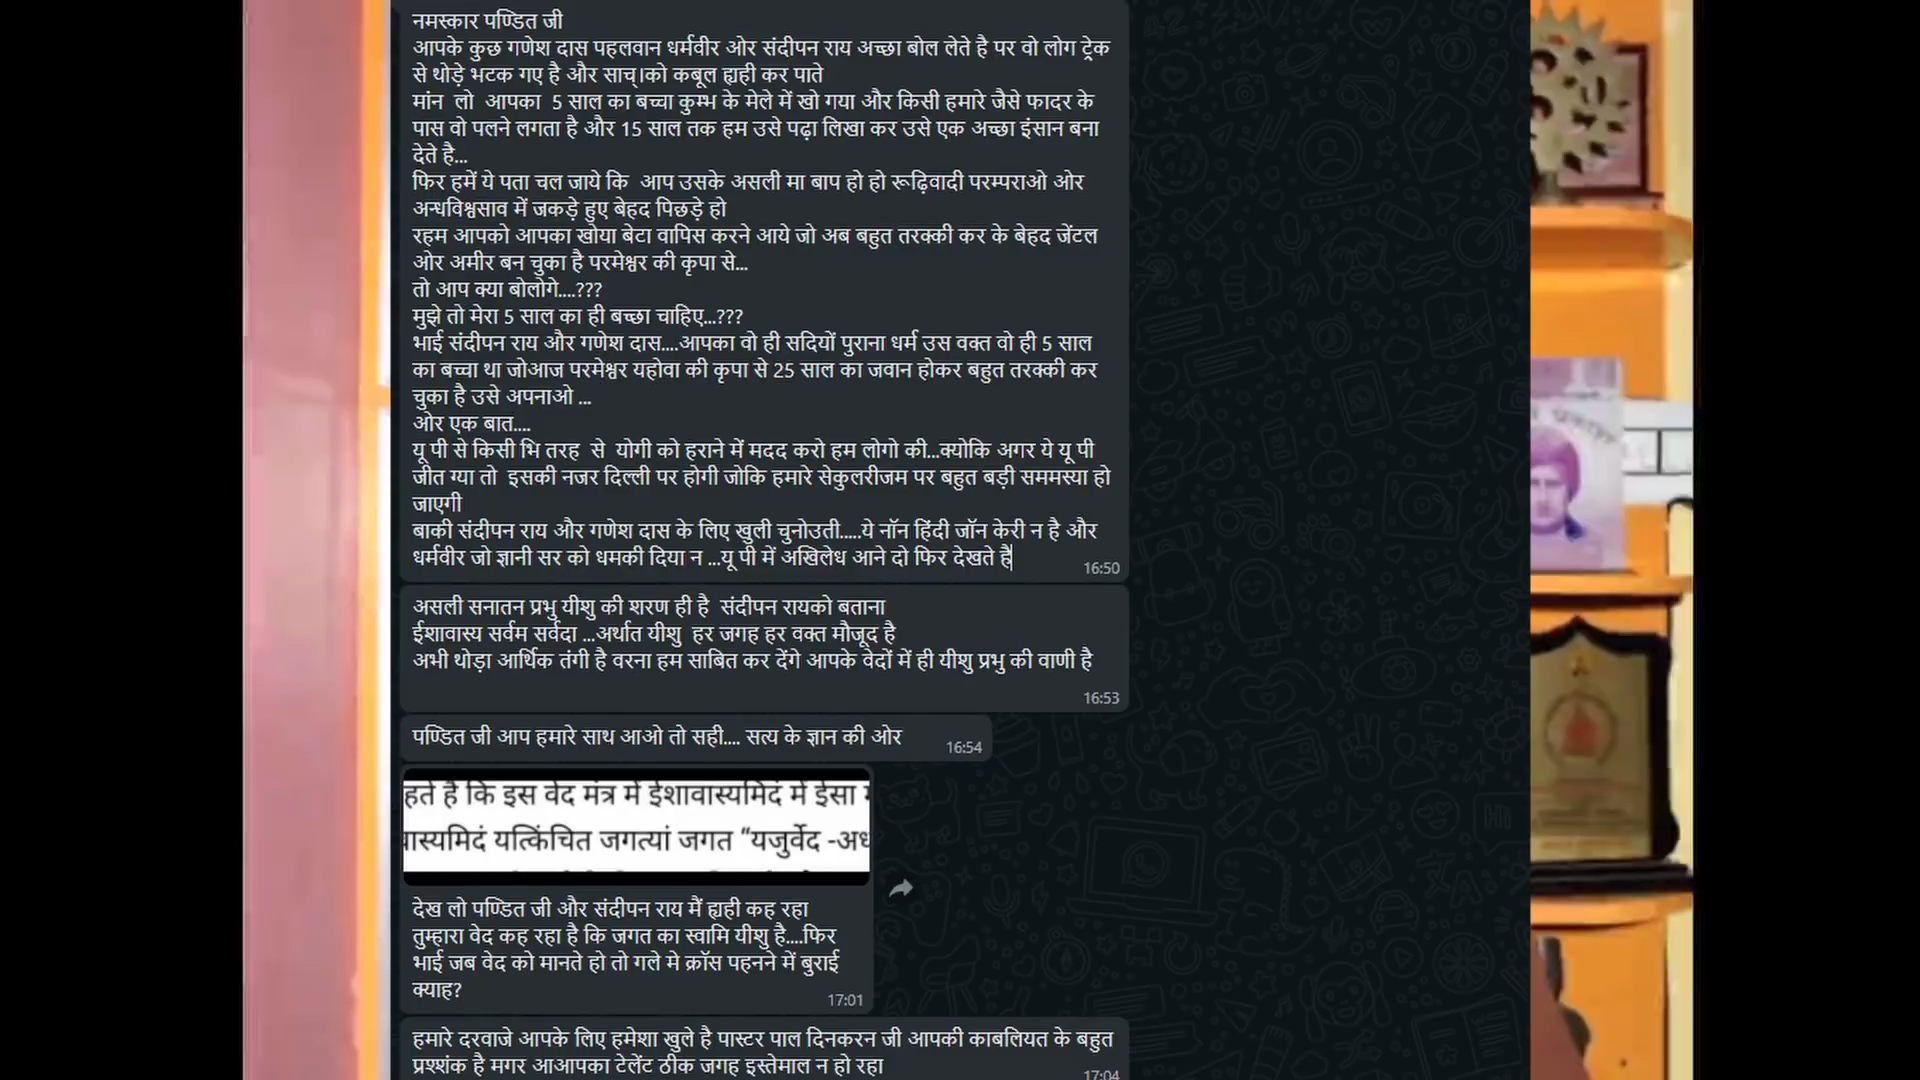 नमस्कार पण्डित जी
आपके कुछ गणेश दास पहलवान धर्मवीर ओर संदीपन राय अच्छा बोल लेते है पर वो लोग ट्रेक
से थोड़े भटक गए है और साच्।को कबूल ह्यही कर पाते
मांन लो आपका 5 साल का बच्चा कुम्भ के मेले में खो गया और किसी हमारे जैसे फादर के
पास वो पलने लगता है और 15 साल तक हम उसे पढ़ा लिखा कर उसे एक अच्छा इंसान बना
देते है...
फिर हमें ये पता चल जाये कि आप उसके असली मा बाप हो हो रूढ़िवादी परम्पराओ ओर
अन्धविश्वसाव में जकड़े हुए बेहद पिछड़े हो
रहम आपको आपका खोया बेटा वापिस करने आये जो अब बहुत तरक्की कर के बेहद जेंटल
ओर अमीर बन चुका है परमेश्वर की कृपा से...
तो आप क्या बोलोगे....???
मुझे तो मेरा 5 साल का ही बच्छा चाहिए...???
भाई संदीपन राय और गणेश दास....आपका वो ही सदियों पुराना धर्म उस वक्त वो ही 5 साल
का बच्चा था जोआज परमेश्वर यहोवा की कृपा से 25 साल का जवान होकर बहुत तरक्की कर
चुका है उसे अपनाओ ...
ओर एक बात....
यू पी से किसी भि तरह से योगी को हराने में मदद करो हम लोगो की...क्योकि अगर ये यू पी
जीत ग्या तो इसकी नजर दिल्ली पर होगी जोकि हमारे सेकुलरीजम पर बहुत बड़ी सममस्या हो
जाएगी
बाकी संदीपन राय और गणेश दास के लिए खुली चुनोउती.....ये नॉन हिंदी जॉन केरी न है और
धर्मवीर जो ज्ञानी सर को धमकी दिया न ...यू पी में अखिलेध आने दो फिर देखते है
16:50
असली सनातन प्रभु यीशु की शरण ही है संदीपन रायको बताना
ईशावास्य सर्वम सर्वदा ...अर्थात यीशु हर जगह हर वक्त मौजूद है
अभी थोड़ा आर्थिक तंगी है वरना हम साबित कर देंगे आपके वेदों में ही यीशु प्रभु की वाणी है
16:53
पण्डित जी आप हमारे साथ आओ तो सही.... सत्य के ज्ञान की ओर
16:54
हते है कि इस वेद मंत्र में ईशावास्यमिदं में ईसा
वास्यमिदं यत्किंचित जगत्यां जगत “यजुर्वेद -अध
देख लो पण्डित जी और संदीपन राय मैं ह्यही कह रहा
तुम्हारा वेद कह रहा है कि जगत का स्वामि यीशु है....फिर
भाई जब वेद को मानते हो तो गले मे क्रॉस पहनने में बुराई
क्याह?
17:01
हमारे दरवाजे आपके लिए हमेशा खुले है पास्टर पाल दिनकरन जी आपकी काबलियत के बहुत
प्रश्शंक है मगर आआपका टेलेंट ठीक जगह इस्तेमाल न हो रहा
17:04